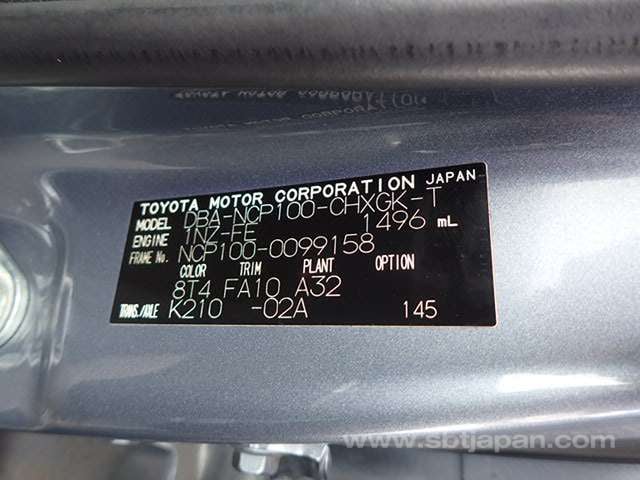 TOYOTA MOTOR CORPORATION JAPAN
MODEL DBA-NCP100-CHXGK-T
ENGINE 1NZ-FE 1496 mL
FRAME No. NCP100-0099158
COLOR TRIM PLANT OPTION
8T4 FA10 A32
TRANS./AXLE K210 -02A 145
www.sbtjapan.com